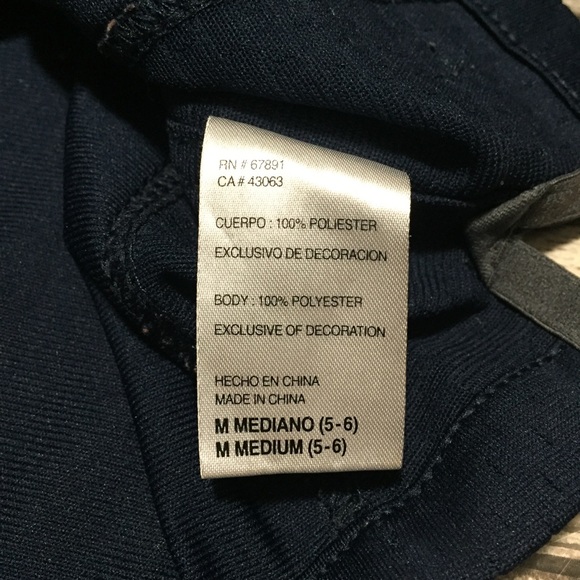 RN # 67891
CA # 43063
CUERPO : 100% POLIESTER
EXCLUSIVO DE DECORACION
BODY : 100% POLYESTER
EXCLUSIVE OF DECORATION
HECHO EN CHINA
MADE IN CHINA
M MEDIANO (5-6)
M MEDIUM (5-6)